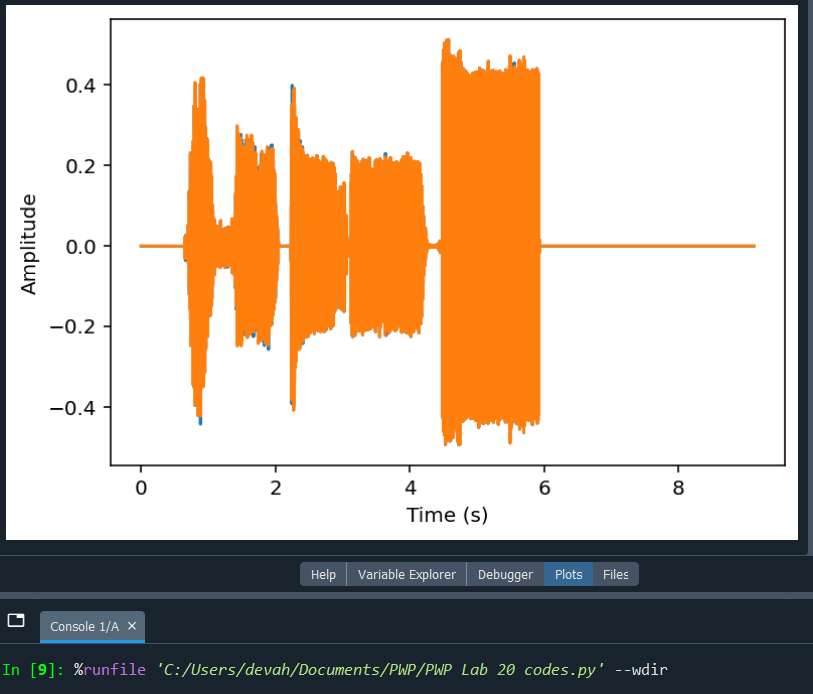 0.4
0.2
0.0
−0.2
−0.4
Amplitude
0 2 4 6 8
Time (s)
Help Variable Explorer Debugger Plots Files
Console 1/A ×
In [9]: %runfile 'C:/Users/devah/Documents/PWP/PWP Lab 20 codes.py' --wdir